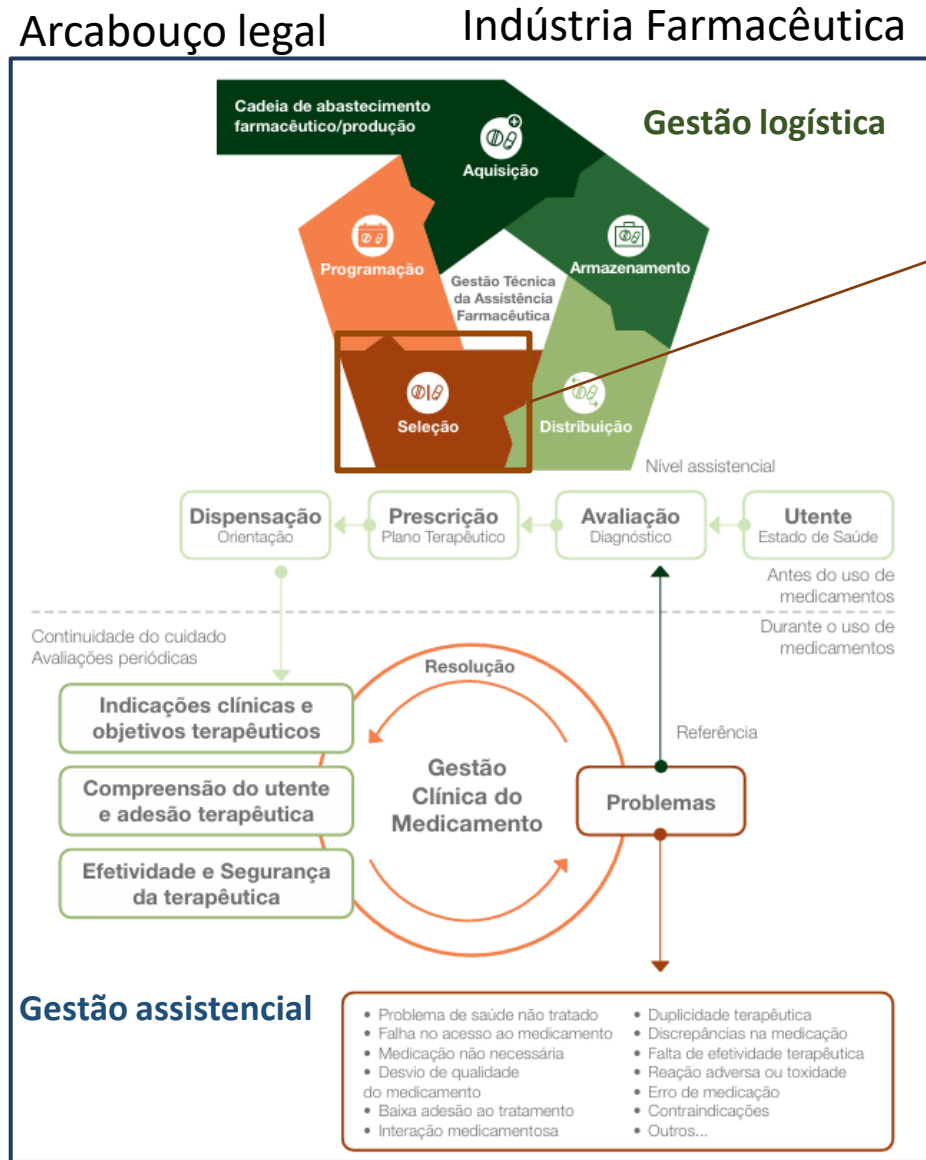 Arcabouço legal
Indústria Farmacêutica
Cadeia de abastecimento
farmacêutico/produção
Gestão logística
Aquisição
Programação
Armazenamento
Gestão Técnica
da Assistência
Farmacêutica
Seleção
Distribuição
Nível assistencial
Dispensação
Orientação
Prescrição
Plano Terapêutico
Avaliação
Diagnóstico
Utente
Estado de Saúde
Antes do uso de
medicamentos
Continuidade do cuidado
Avaliações periódicas
Durante o uso de
medicamentos
Resolução
Indicações clínicas e
objetivos terapêuticos
Compreensão do utente
e adesão terapêutica
Efetividade e Segurança
da terapêutica
Gestão
Clínica do
Medicamento
Referência
Problemas
Gestão assistencial
• Problema de saúde não tratado
• Falha no acesso ao medicamento
• Medicação não necessária
• Desvio de qualidade
do medicamento
• Baixa adesão ao tratamento
• Interação medicamentosa
• Duplicidade terapêutica
• Discrepâncias na medicação
• Falta de efetividade terapêutica
• Reação adversa ou toxidade
• Erro de medicação
• Contraindicações
• Outros...